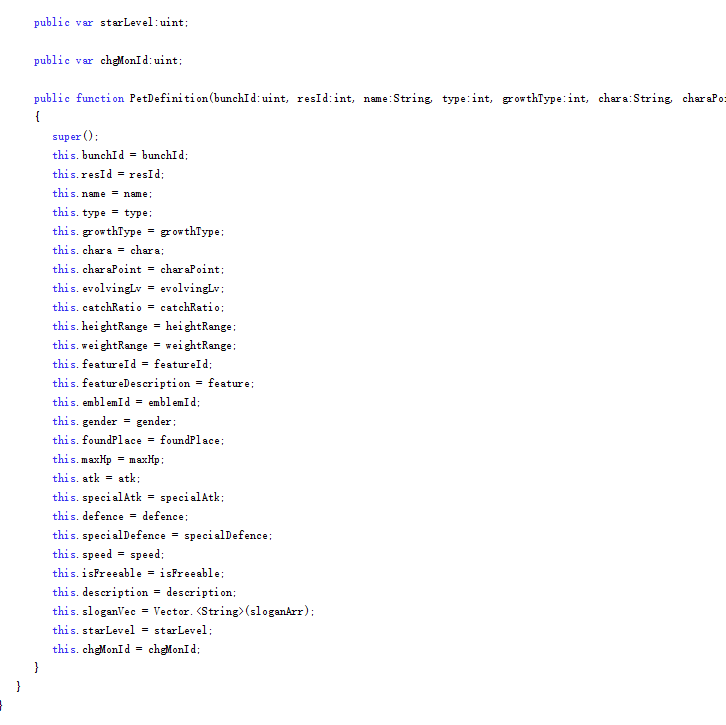 public var starLevel:uint;
public var chgMonId:uint;
public function PetDefinition(bunchId:uint, resId:int, name:String, type:int, growthType:int, chara:String, charaPo
{
super();
this.bunchId = bunchId;
this.resId = resId;
this.name = name;
this.type = type;
this.growthType = growthType;
this.chara = chara;
this.charaPoint = charaPoint;
this.evolvingLv = evolvingLv;
this.catchRatio = catchRatio;
this.heightRange = heightRange;
this.weightRange = weightRange;
this.featureId = featureId;
this.featureDescription = feature;
this.emblemId = emblemId;
this.gender = gender;
this.foundPlace = foundPlace;
this.maxHp = maxHp;
this.atk = atk;
this.specialAtk = specialAtk;
this.defence = defence;
this.specialDefence = specialDefence;
this.speed = speed;
this.isFreeable = isFreeable;
this.description = description;
this.sloganVec = Vector.<String>(sloganArr);
this.starLevel = starLevel;
this.chgMonId = chgMonId;
}
}
}